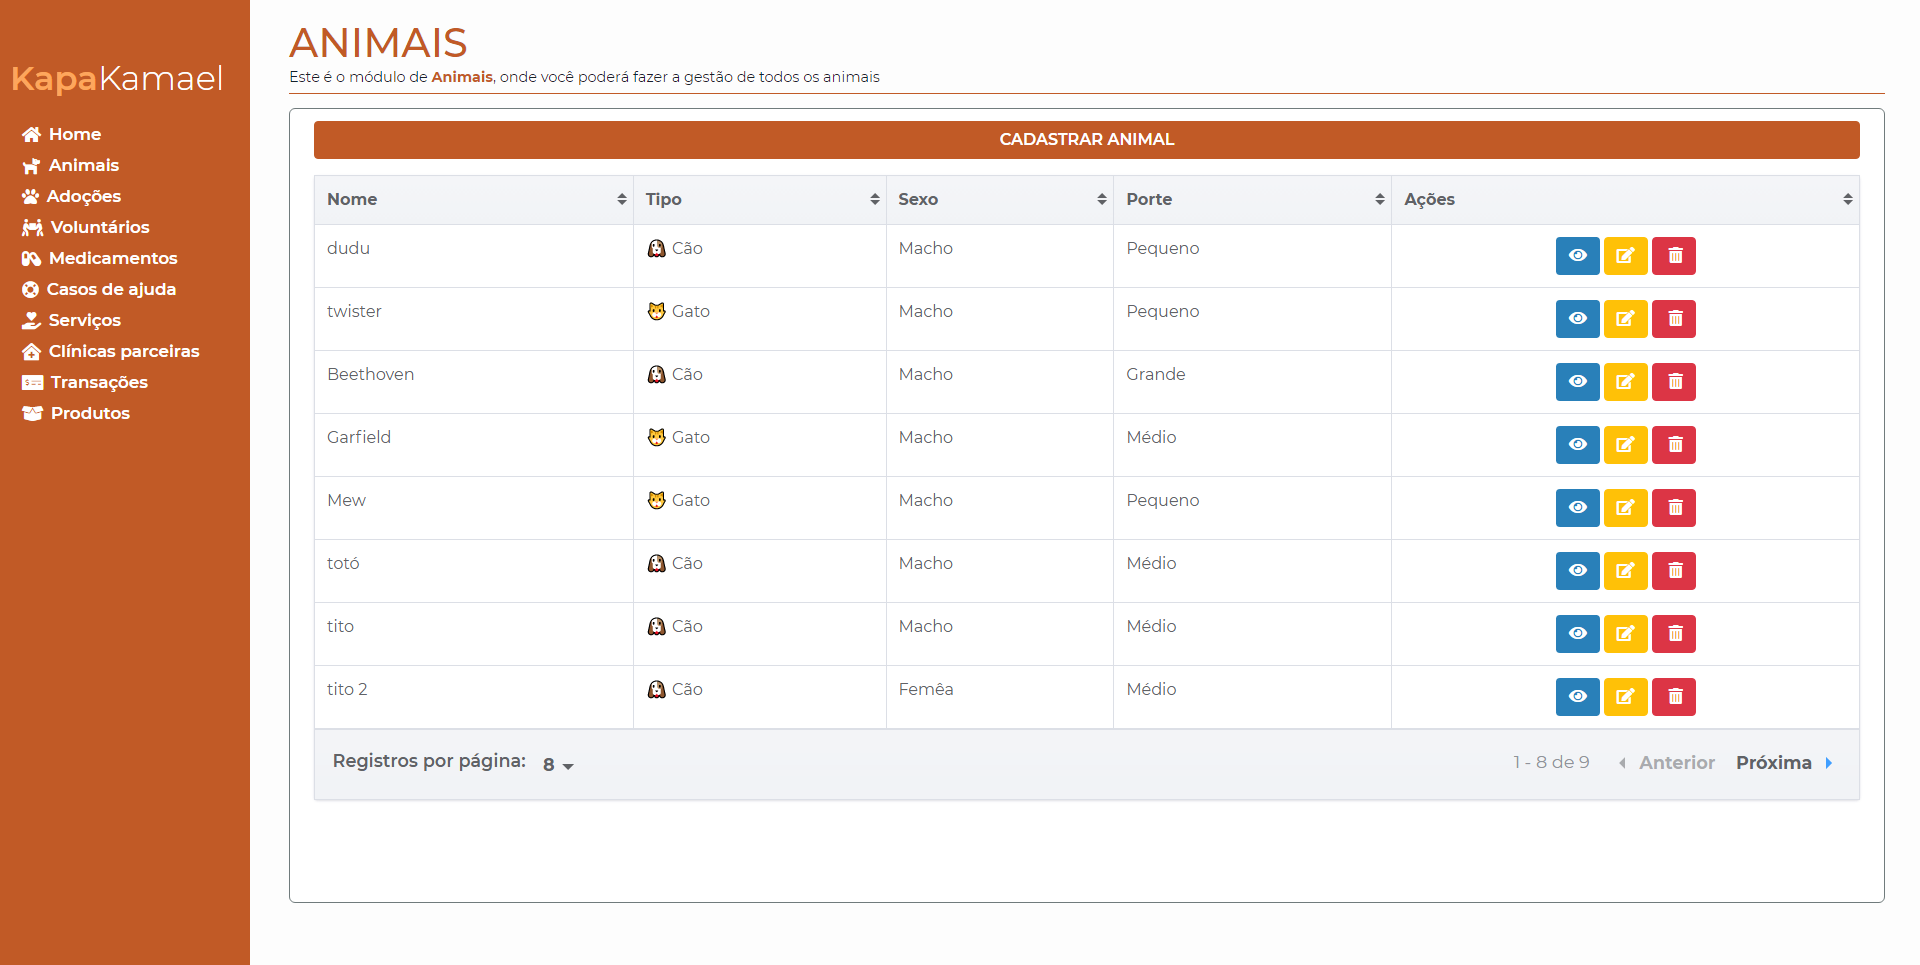 KapaKamael
Home
Animais
Adoções
Voluntários
Medicamentos
Casos de ajuda
Serviços
Clínicas parceiras
Transações
Produtos
ANIMAIS
Este é o módulo de Animais, onde você poderá fazer a gestão de todos os animais
CADASTRAR ANIMAL
Nome Tipo Sexo Porte Ações
dudu Cão Macho Pequeno
twister Gato Macho Pequeno
Beethoven Cão Macho Grande
Garfield Gato Macho Médio
Mew Gato Macho Pequeno
totó Cão Macho Médio
tito Cão Macho Médio
tito 2 Cão Femêa Médio
Registros por página: 8 1 - 8 de 9 Anterior Próxima